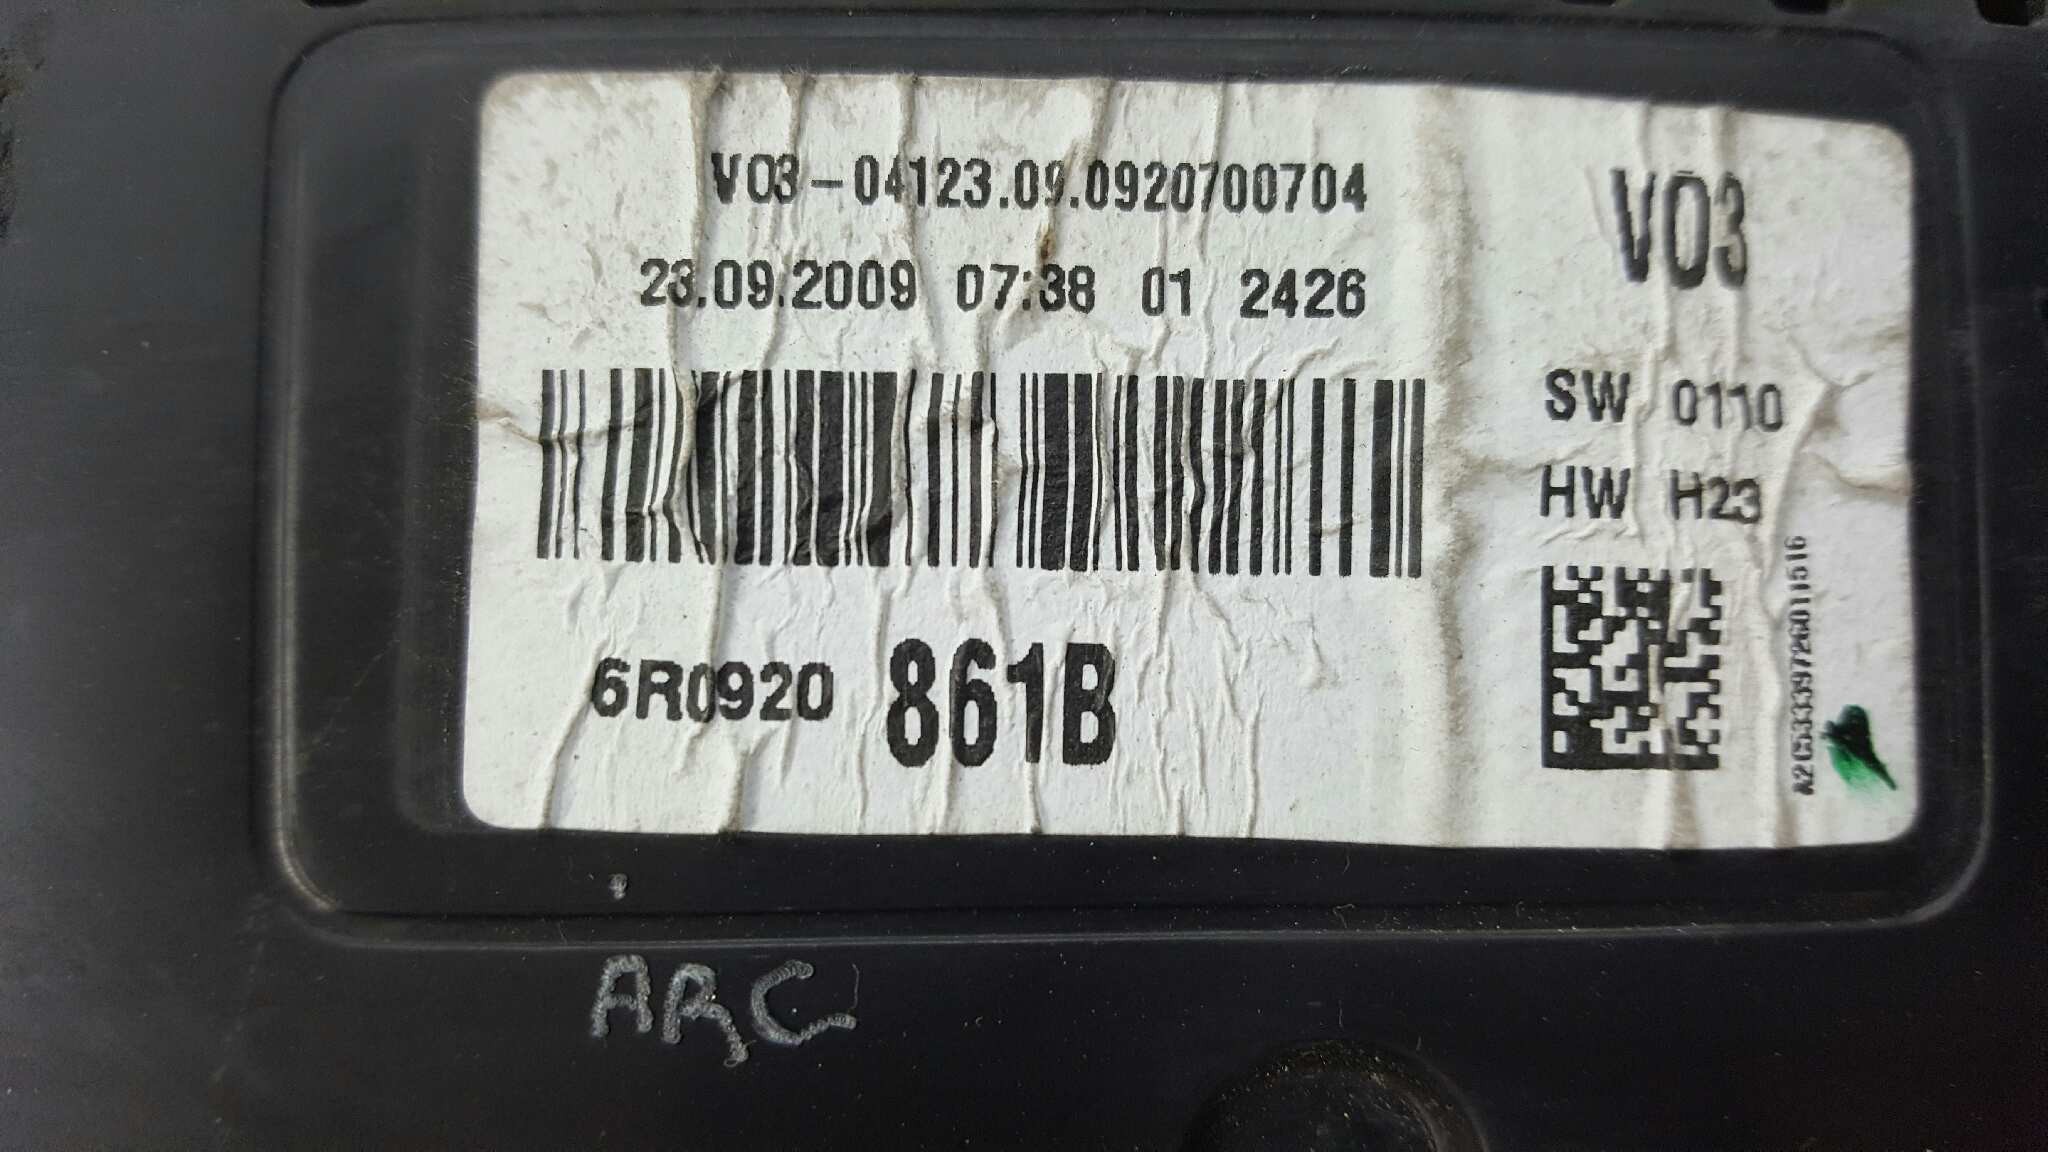 V03-04123.09.0920700704
23.09.2009 07:38 01 2426
V03
SW 0110
HW H23
6R0920 861B
A2C53339726011516
ARC